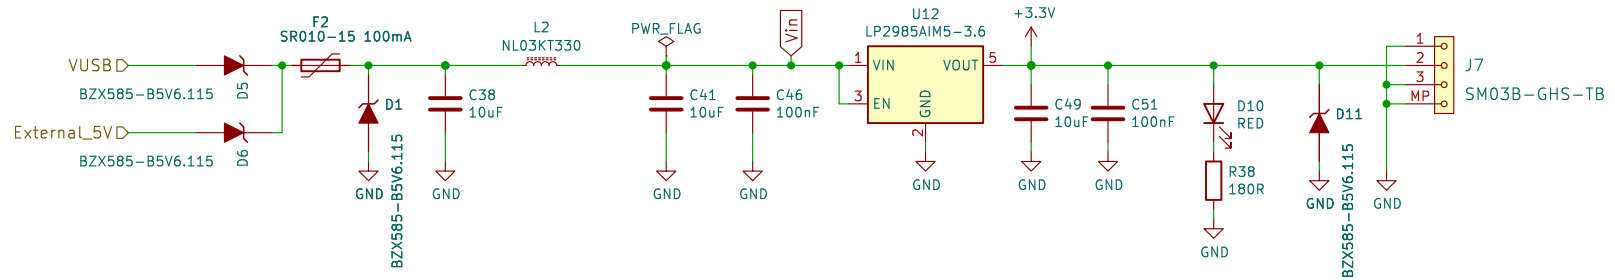 VUSB
External_5V
BZX585-B5V6.115
D5
BZX585-B5V6.115
D6
F2
SR010-15 100mA
D1
BZX585-B5V6.115
GND
C38
10uF
GND
L2
NL03KT330
PWR_FLAG
C41
10uF
GND
C46
100nF
GND
Vin
U12
LP2985AIM5-3.6
1
VIN
VOUT
5
3
EN
GND
2
GND
+3.3V
C49
10uF
GND
C51
100nF
GND
D10
RED
R38
180R
GND
D11
BZX585-B5V6.115
GND
1
2
3
MP
J7
SM03B-GHS-TB
GND